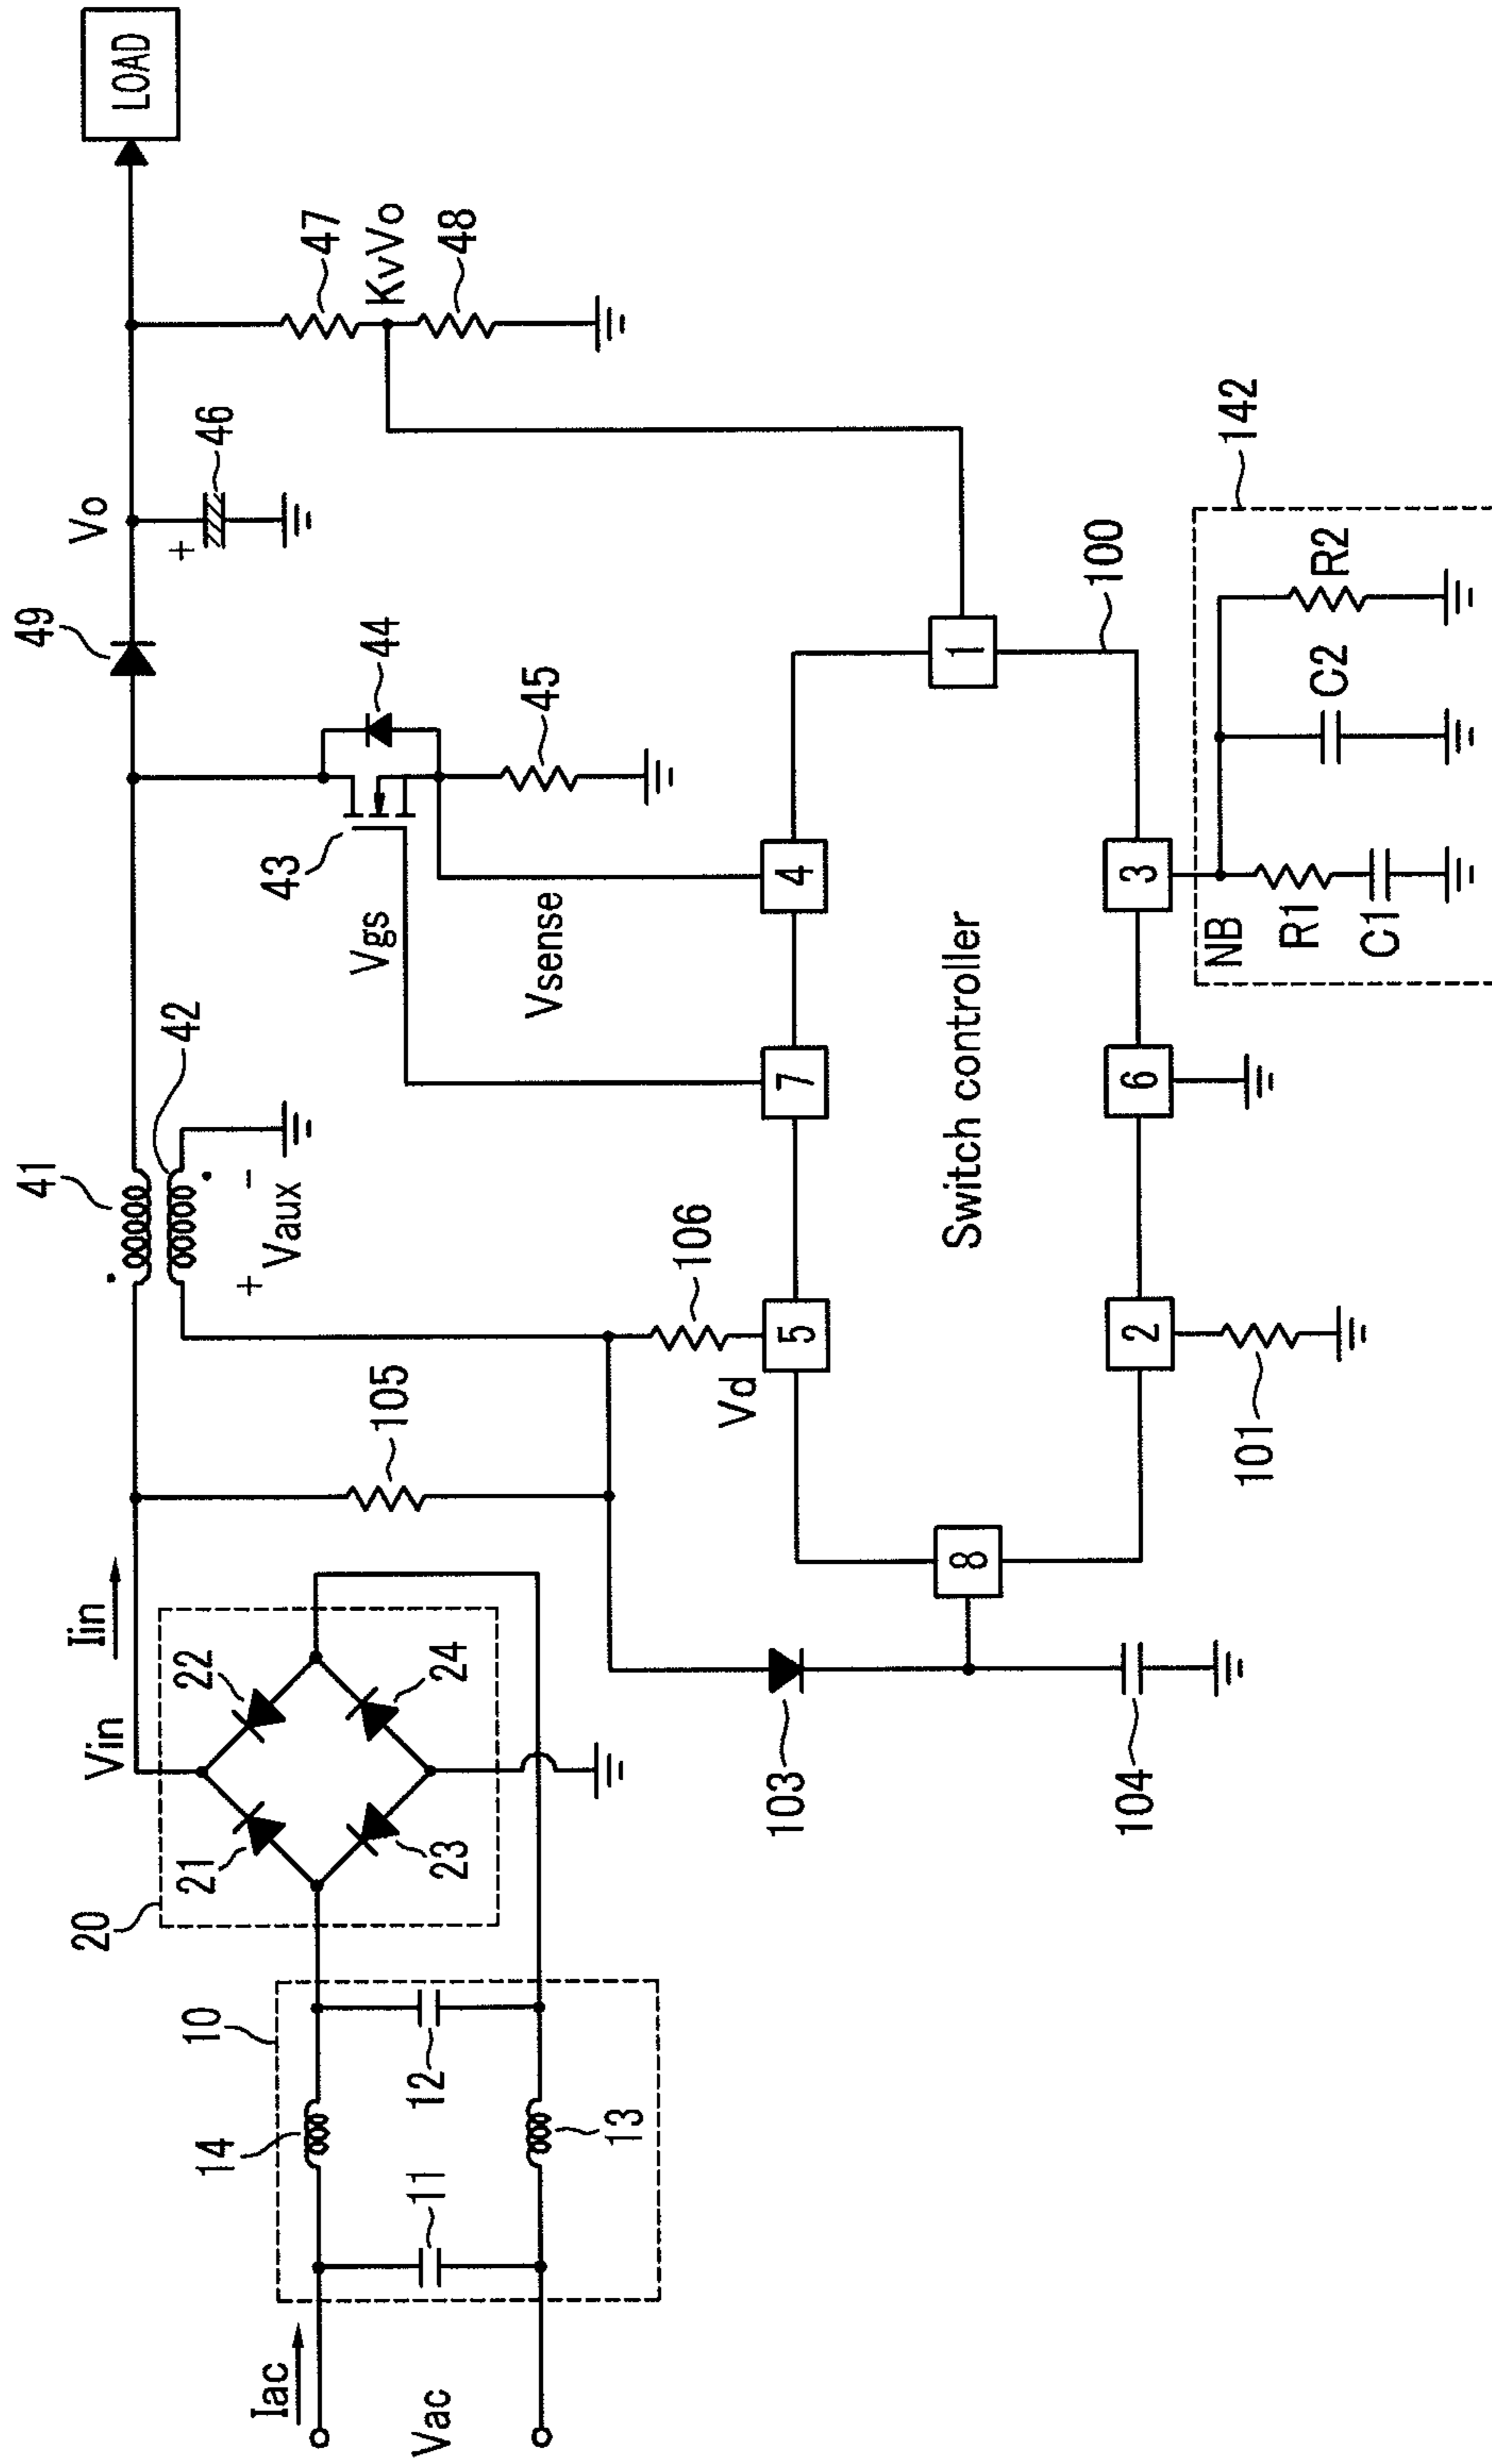 Iac
Vac
10
14
11
12
13
20
21
22
23
24
Vin
Iin
41
42
+
Vaux
-
49
Vo
+
46
LOAD
47
KvVo
48
43
44
45
Vgs
Vsense
105
106
Vd
103
104
101
5
7
4
8
1
2
6
3
Switch controller
100
142
NB
R1
C1
C2
R2